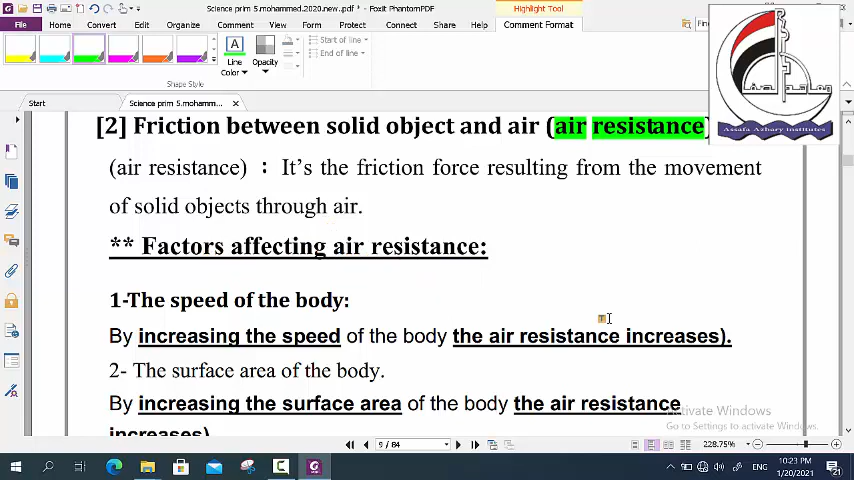 Science prim 5.mohammed.2020.new..pdf * - Foxit PhantomPDF
Highlight Tool
File Home Convert Edit Organize Comment View Form Protect Connect Share Help Comment Format
Line Color
Opacity
Start of line
End of line
Shape Style
Assafa Azhary Institutes
Start
Science prim 5.mohamm...
[2] Friction between solid object and air (air resistance)
(air resistance) : It's the friction force resulting from the movement
of solid objects through air.
** Factors affecting air resistance:
1-The speed of the body:
By increasing the speed of the body the air resistance increases).
2- The surface area of the body.
By increasing the surface area of the body the air resistance
increases).
Activate Windows
Go to Settings to activate Windows.
9 / 84
228.75%
ENG
10:23 PM
1/20/2021
21